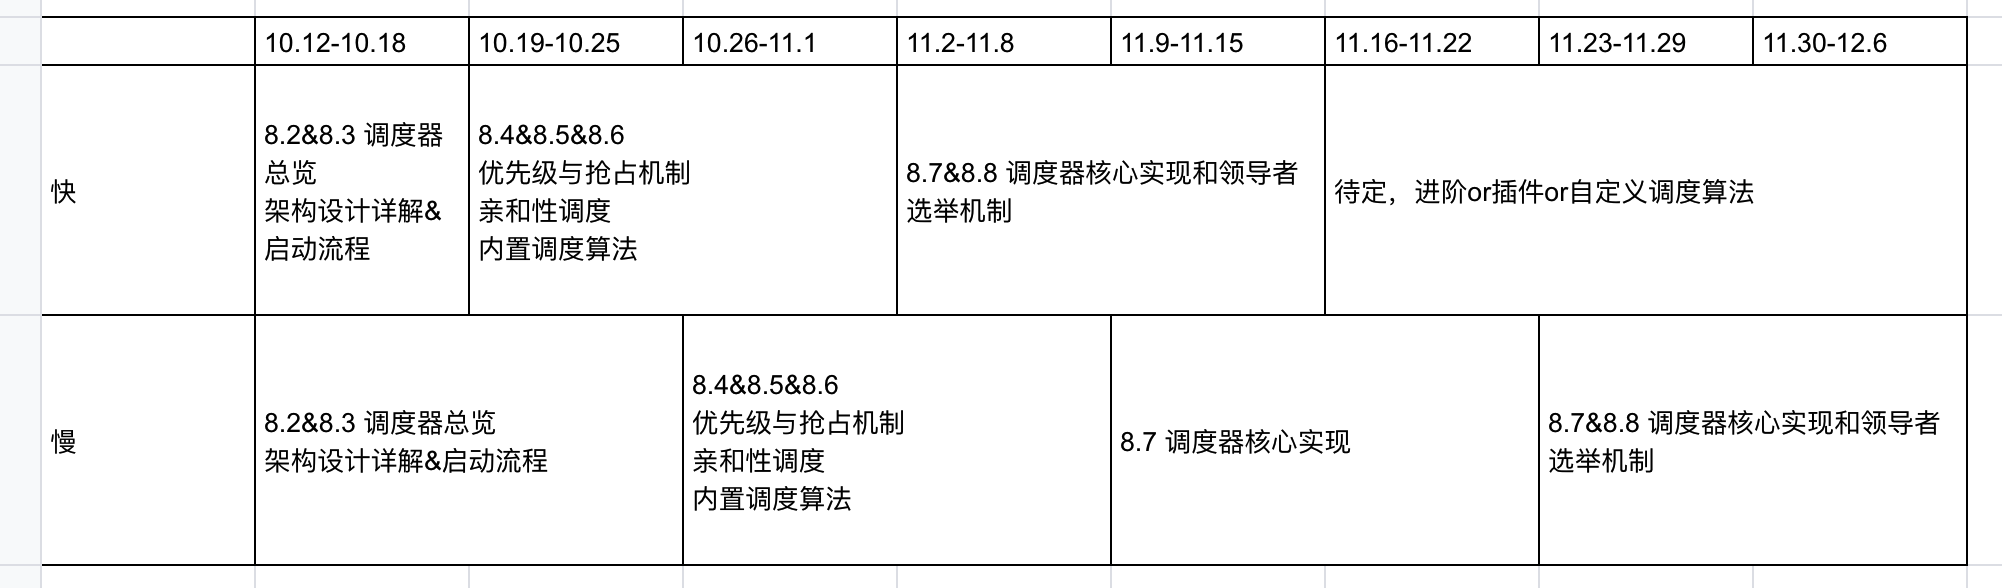 10.12-10.18
10.19-10.25
10.26-11.1
11.2-11.8
11.9-11.15
11.16-11.22
11.23-11.29
11.30-12.6
快
8.2&8.3 调度器
总览
架构设计详解&
启动流程
8.4&8.5&8.6
优先级与抢占机制
亲和性调度
内置调度算法
8.7&8.8 调度器核心实现和领导者
选举机制
待定，进阶or插件or自定义调度算法
慢
8.2&8.3 调度器总览
架构设计详解&启动流程
8.4&8.5&8.6
优先级与抢占机制
亲和性调度
内置调度算法
8.7 调度器核心实现
8.7&8.8 调度器核心实现和领导者
选举机制